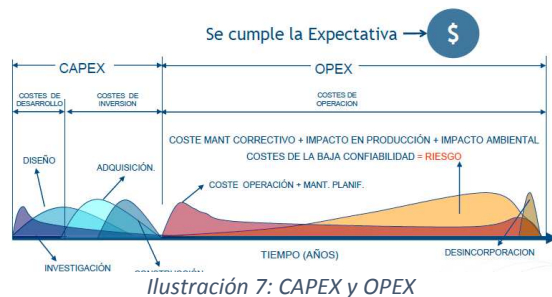 Se cumple la Expectativa
$
CAPEX
OPEX
COSTES DE
DESARROLLO
COSTES DE
INVERSION
COSTES DE
OPERACION
COSTE MANT CORRECTIVO + IMPACTO EN PRODUCCIÓN + IMPACTO AMBIENTAL
COSTES DE LA BAJA CONFIABILIDAD = RIESGO
DISEÑO
ADQUISICIÓN.
COSTE OPERACIÓN + MANT. PLANIF.
TIEMPO (AÑOS)
DESINCORPORACION
INVESTIGACIÓN
CONSTRUCCIÓN
Ilustración 7: CAPEX y OPEX